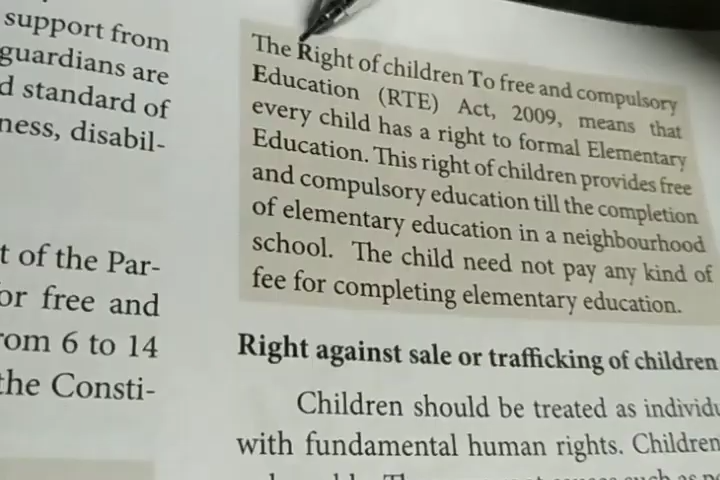 support from
guardians are
d standard of
ness, disabil-
t of the Par-
or free and
rom 6 to 14
the Consti-
The Right of children To free and compulsory
Education (RTE) Act, 2009, means that
every child has a right to formal Elementary
Education. This right of children provides free
and compulsory education till the completion
of elementary education in a neighbourhood
school. The child need not pay any kind of
fee for completing elementary education.
Right against sale or trafficking of children
Children should be treated as individu
with fundamental human rights. Children